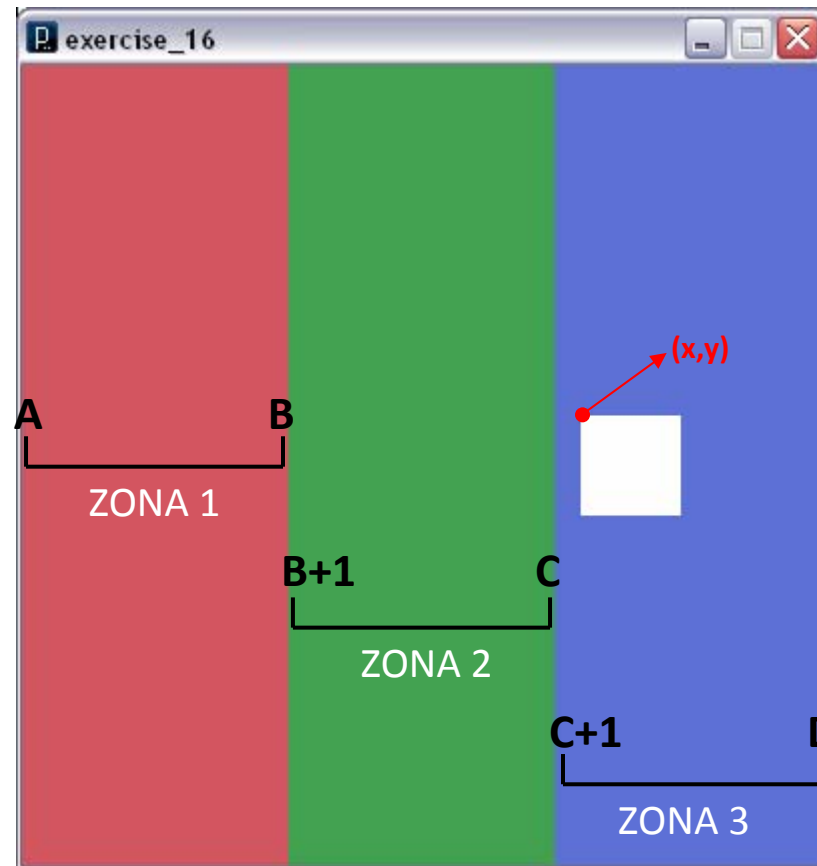 exercise_16
(x,y)
A B
ZONA 1
B+1 C
ZONA 2
C+1 D
ZONA 3